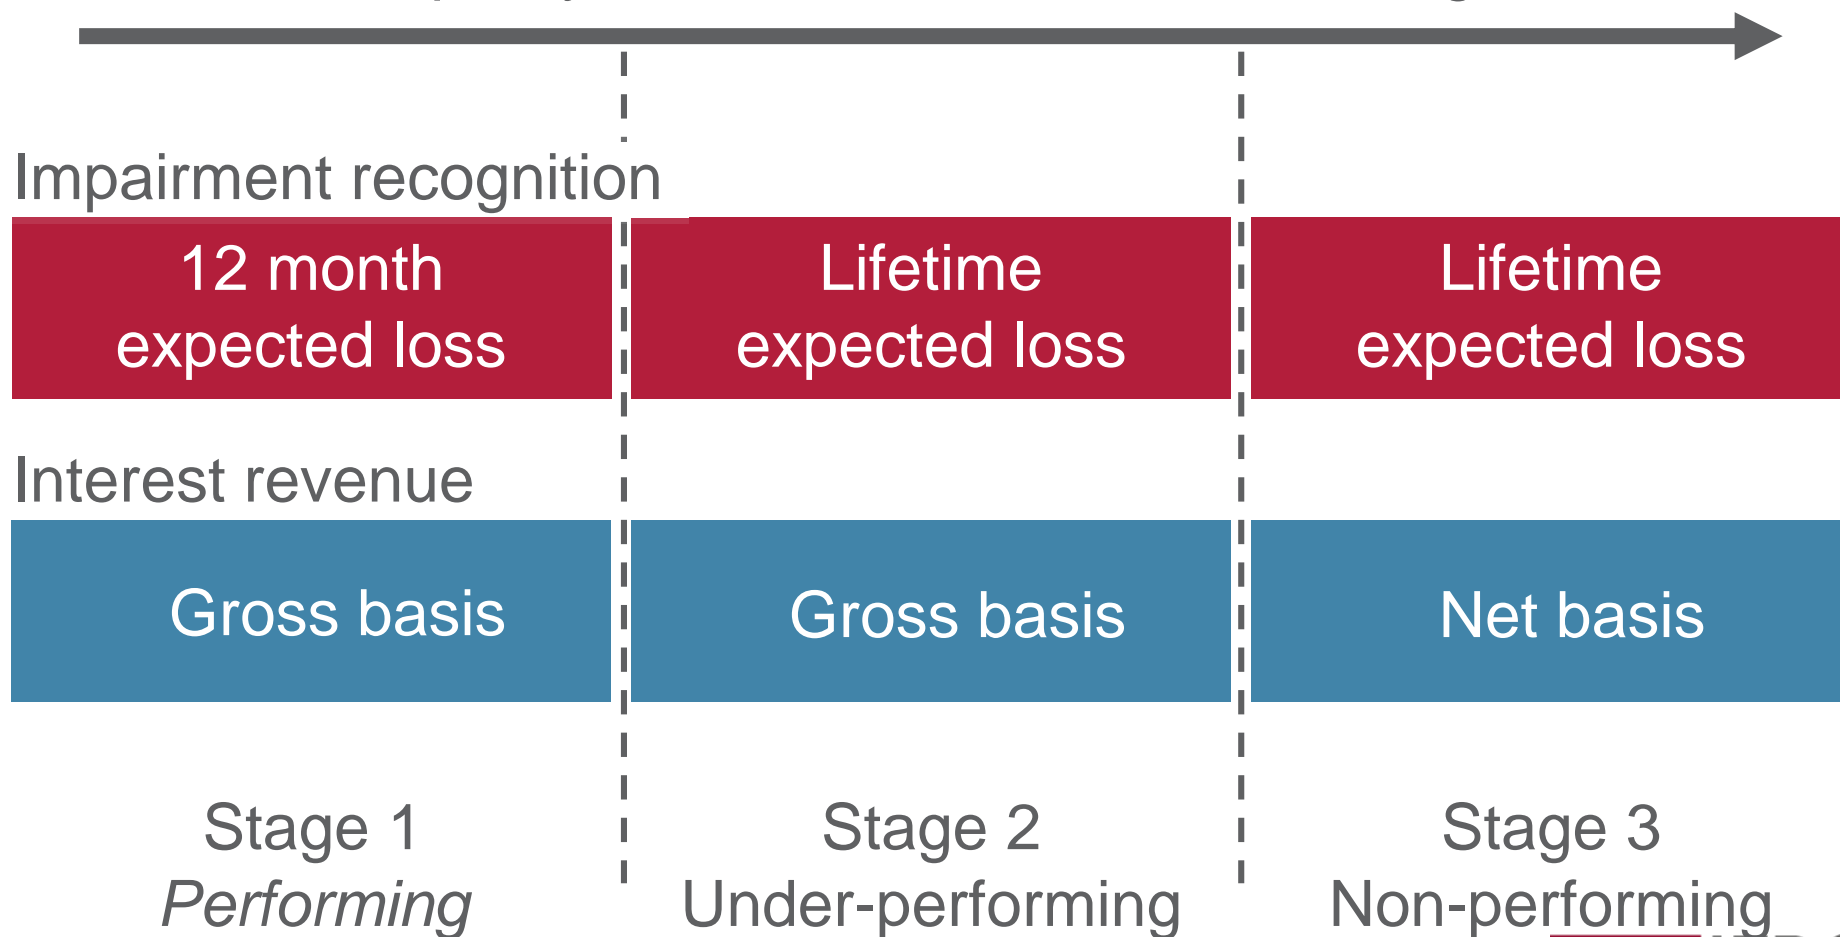 Impairment recognition
12 month
expected loss
Lifetime
expected loss
Lifetime
expected loss
Interest revenue
Gross basis
Gross basis
Net basis
Stage 1
Performing
Stage 2
Under-performing
Stage 3
Non-performing